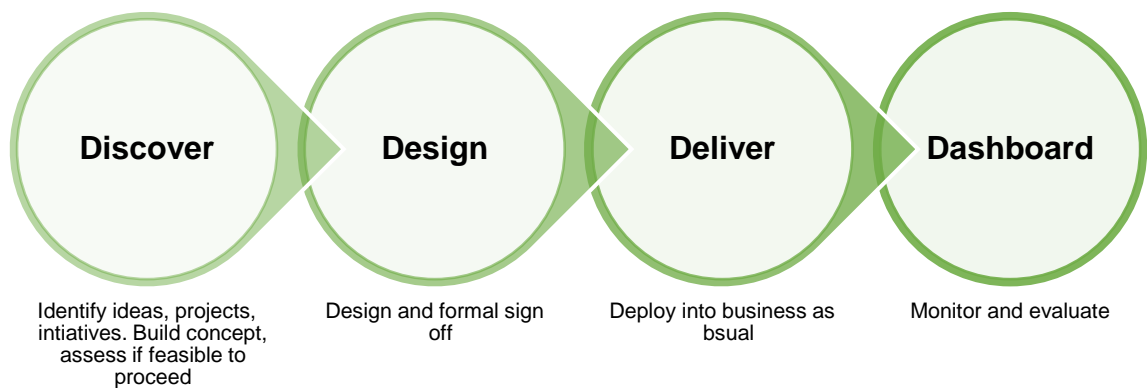 Discover
Design
Deliver
Dashboard
Identify ideas, projects,
intiatives. Build concept,
assess if feasible to
proceed
Design and formal sign
off
Deploy into business as
bsual
Monitor and evaluate